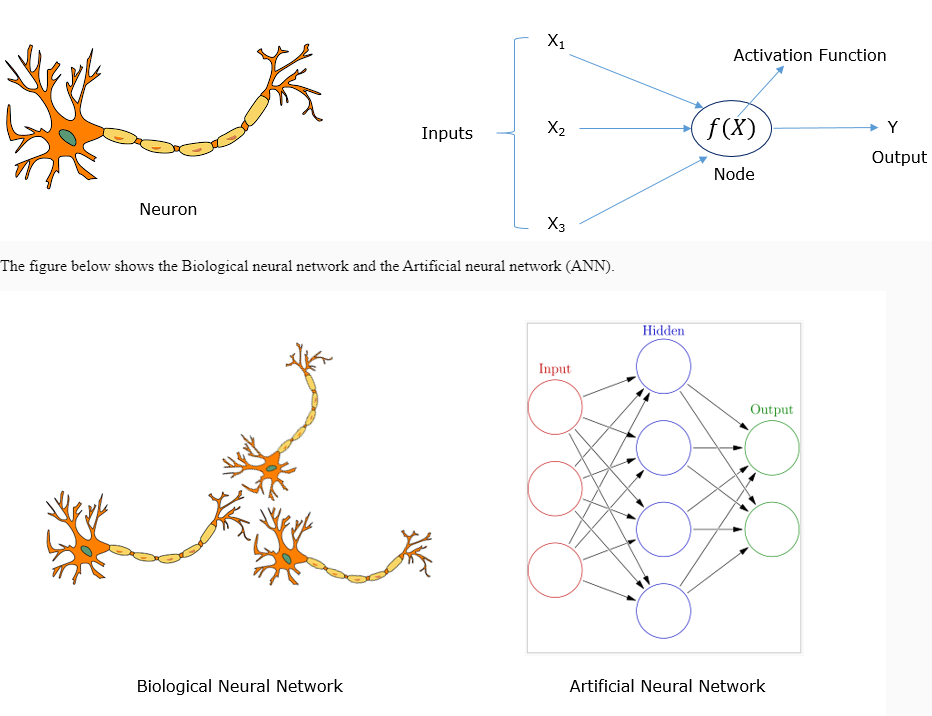 X₁
Activation Function
Inputs
X₂
f(X)
Y
Output
Node
Neuron
X₃
The figure below shows the Biological neural network and the Artificial neural network (ANN).
Hidden
Input
Output
Biological Neural Network
Artificial Neural Network